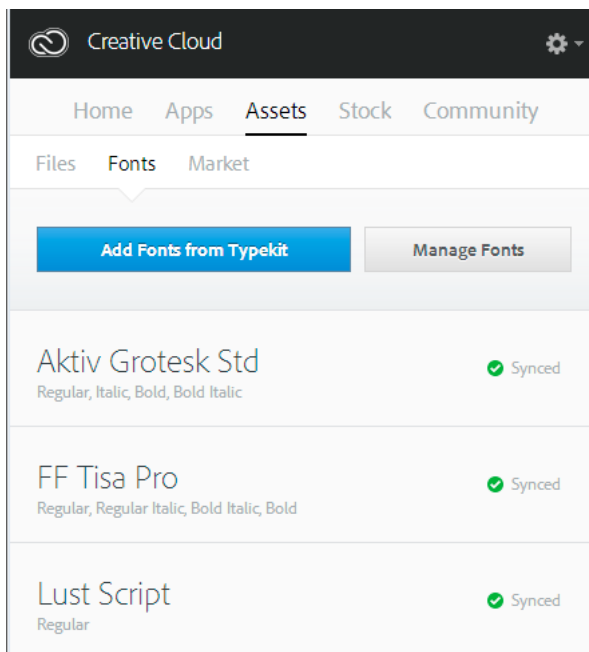 Creative Cloud
Home Apps Assets Stock Community
Files Fonts Market
Add Fonts from Typekit Manage Fonts
Aktiv Grotesk Std
Synced
Regular, Italic, Bold, Bold Italic
FF Tisa Pro
Synced
Regular, Regular Italic, Bold Italic, Bold
Lust Script
Synced
Regular